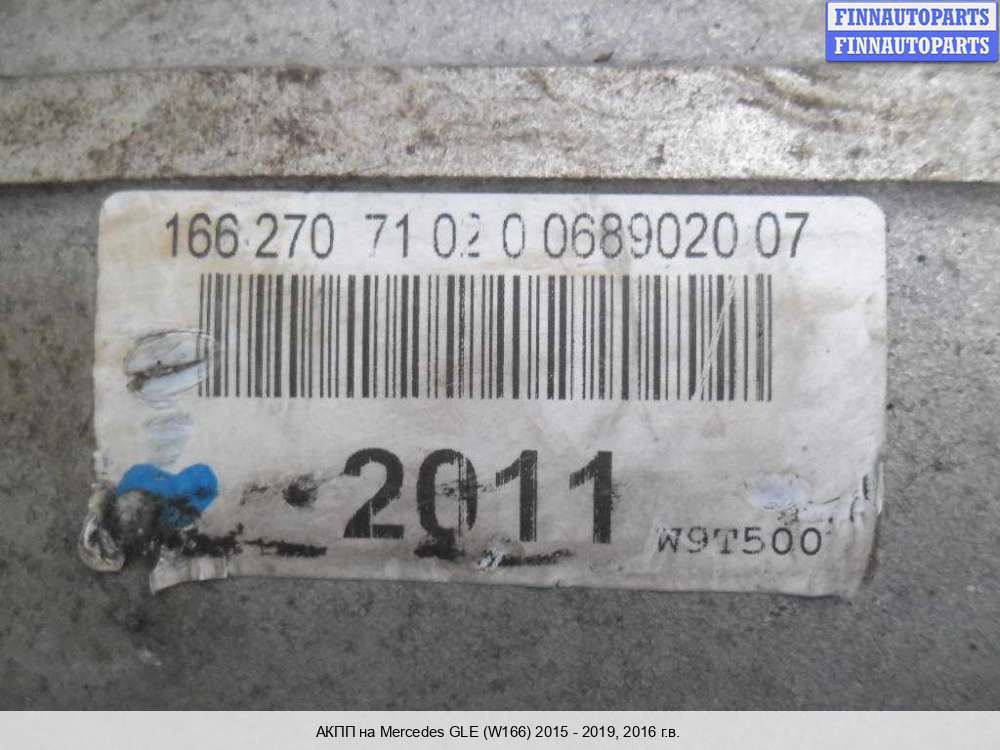 FINNAUTOPARTS
FINNAUTOPARTS
166 270 71 02 0 0689020 07
2011
W9T500
АКПП на Mercedes GLE (W166) 2015 - 2019, 2016 г.в.